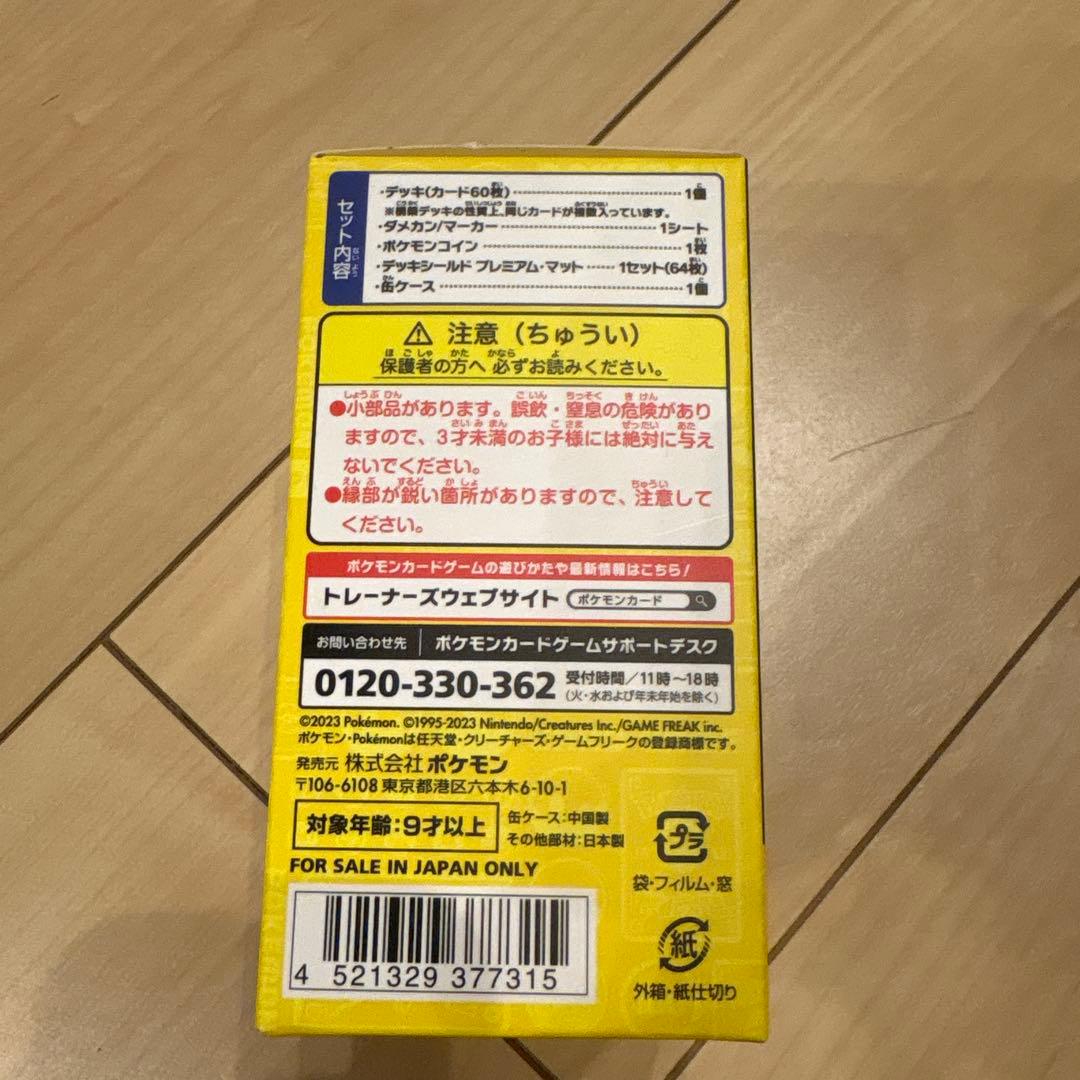 セット内容
・デッキ(カード60枚) 1個
※構築デッキの性質上、同じカードが複数入っています。
・ダメカン/マーカー 1シート
・ポケモンコイン 1枚
・デッキシールド プレミアム・マット 1セット(64枚)
・缶ケース 1個
⚠ 注意（ちゅうい）
保護者の方へ 必ずお読みください。
●小部品があります。誤飲・窒息の危険があり
ますので、3才未満のお子様には絶対に与え
ないでください。
●縁部が鋭い箇所がありますので、注意して
ください。
ポケモンカードゲームの遊びかたや最新情報はこちら!
トレーナーズウェブサイト ポケモンカード
お問い合わせ先 ポケモンカードゲームサポートデスク
0120-330-362 受付時間/11時～18時
(火・水および年末年始を除く)
©2023 Pokémon. ©1995-2023 Nintendo/Creatures Inc./GAME FREAK inc.
ポケモン・Pokémonは任天堂・クリーチャーズ・ゲームフリークの登録商標です。
発売元 株式会社ポケモン
〒106-6108 東京都港区六本木6-10-1
対象年齢:9才以上
缶ケース:中国製
その他部材:日本製
FOR SALE IN JAPAN ONLY
プラ
袋・フィルム・窓
紙
外箱・紙仕切り
4 521329 377315